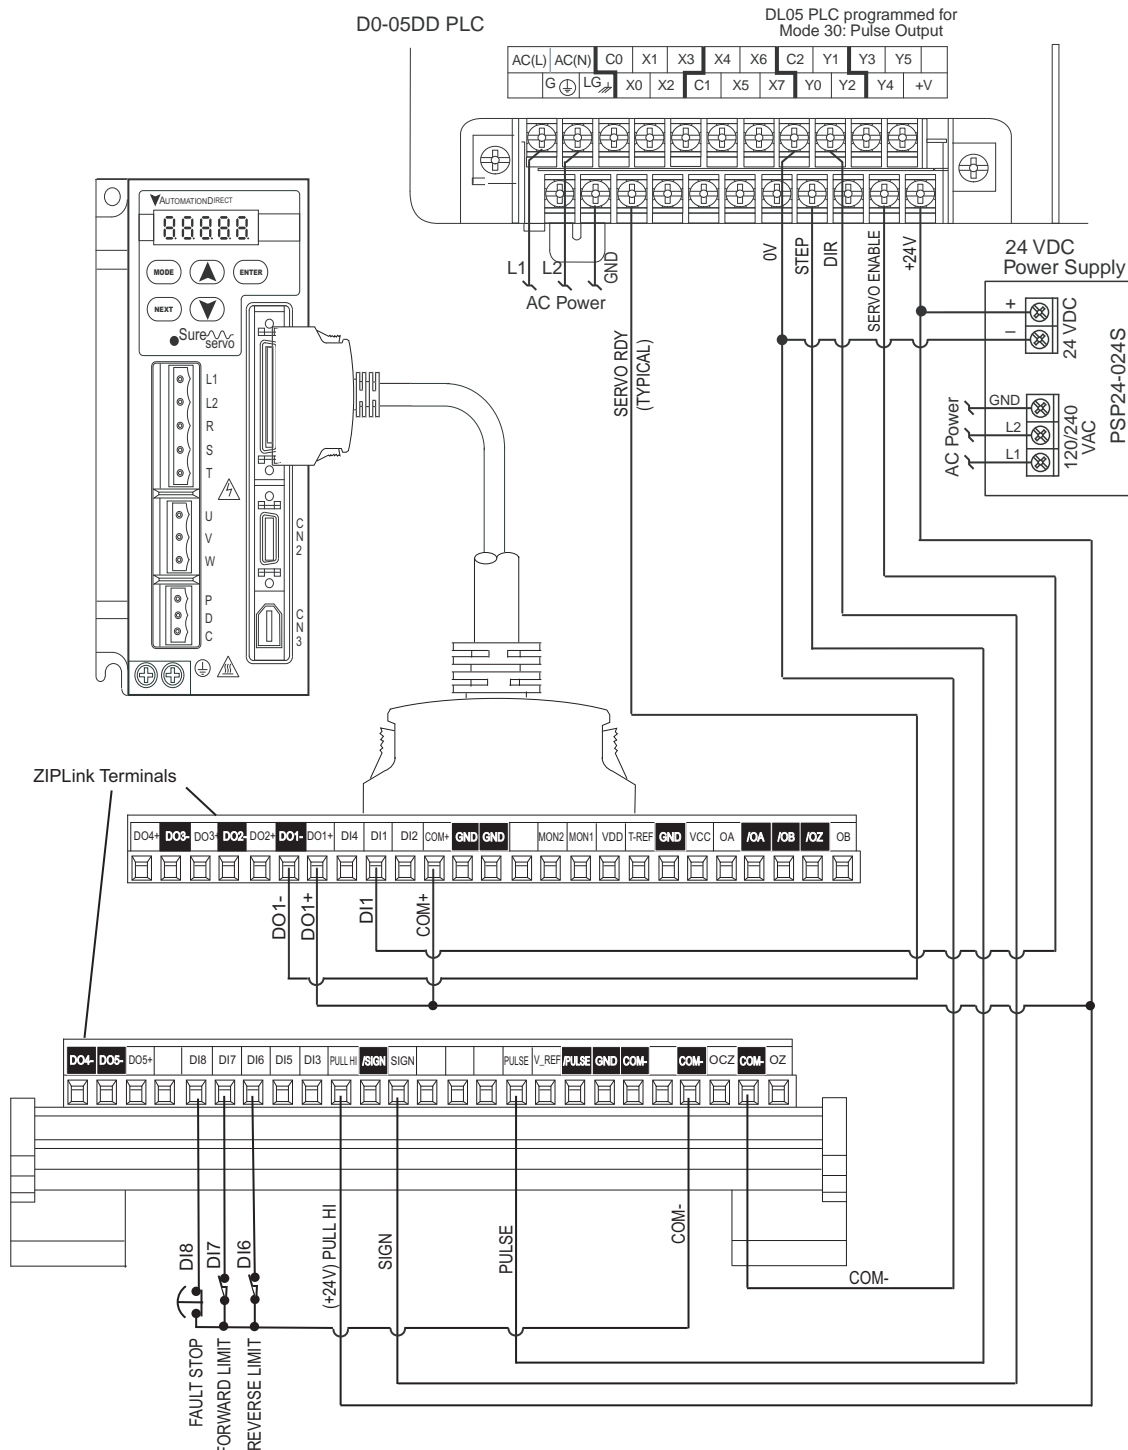 D0-05DD PLC
DL05 PLC programmed for
Mode 30: Pulse Output
AC(L) AC(N) C0 X1 X3 X4 X6 C2 Y1 Y3 Y5
G LG X0 X2 C1 X5 X7 Y0 Y2 Y4 +V
L1 L2 GND
AC Power
SERVO RDY
(TYPICAL)
0V
STEP
DIR
SERVO ENABLE
+24V
24 VDC
Power Supply
+
–
24 VDC
GND
L2
L1
AC Power
120/240
VAC
PSP24-024S
AUTOMATIONDIRECT
88888
MODE
ENTER
NEXT
Sure
servo
L1
L2
R
S
T
U
V
W
P
D
C
CN2
CN3
ZIPLink Terminals
DO4+ DO3- DO3+ DO2- DO2+ DO1- DO1+ DI4 DI1 DI2 COM+ GND GND MON2 MON1 VDD T-REF GND VCC OA /OA /OB /OZ OB
DO1-
DO1+
DI1
COM+
DO4- DO5- DO5+ DI8 DI7 DI6 DI5 DI3 PULL HI /SIGN SIGN PULSE V_REF /PULSE GND COM- COM- OCZ COM- OZ
DI8
DI7
DI6
(+24V) PULL HI
SIGN
PULSE
COM-
COM-
FAULT STOP
FORWARD LIMIT
REVERSE LIMIT